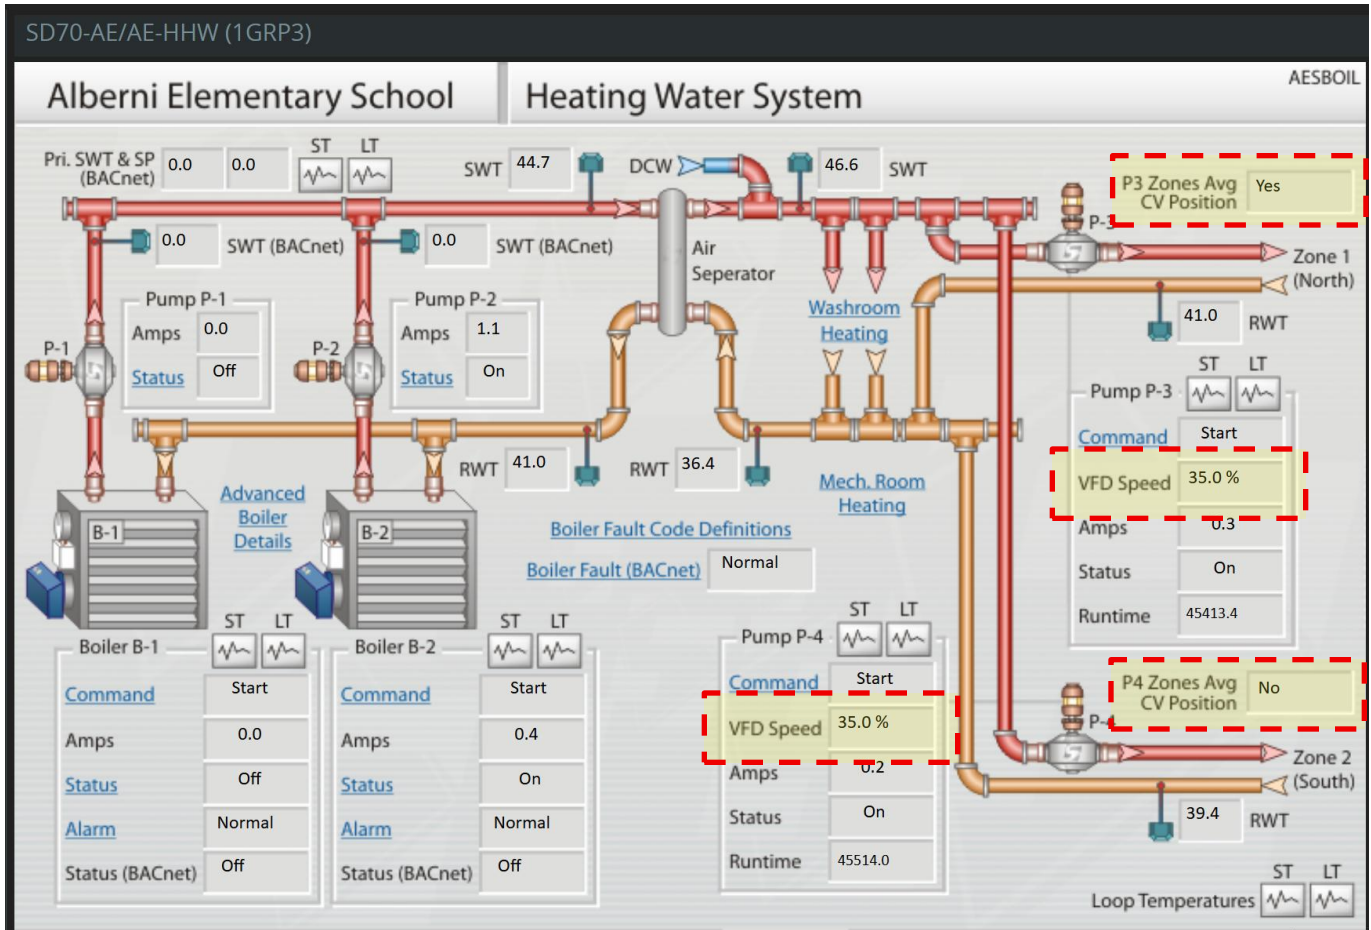 SD70-AE/AE-HHW (1GRP3)
Alberni Elementary School
Heating Water System
AESBOIL
Pri. SWT & SP
(BACnet)
0.0
0.0
ST LT
SWT 44.7
DCW
46.6 SWT
P3 Zones Avg
CV Position
Yes
0.0 SWT (BACnet)
0.0 SWT (BACnet)
Air
Seperator
P-3
Zone 1
(North)
Pump P-1
Amps 0.0
Status Off
P-1
Pump P-2
Amps 1.1
Status On
P-2
Washroom
Heating
41.0 RWT
ST LT
Pump P-3
Command Start
VFD Speed 35.0 %
Amps 0.3
Status On
Runtime 45413.4
RWT 41.0
RWT 36.4
Mech. Room
Heating
Advanced
Boiler
Details
B-1
B-2
Boiler Fault Code Definitions
Boiler Fault (BACnet) Normal
ST LT
Boiler B-1
Command Start
Amps 0.0
Status Off
Alarm Normal
Status (BACnet) Off
ST LT
Boiler B-2
Command Start
Amps 0.4
Status On
Alarm Normal
Status (BACnet) Off
ST LT
Pump P-4
Command Start
VFD Speed 35.0 %
Amps 0.2
Status On
Runtime 45514.0
P4 Zones Avg
CV Position
No
P-4
Zone 2
(South)
39.4 RWT
ST LT
Loop Temperatures